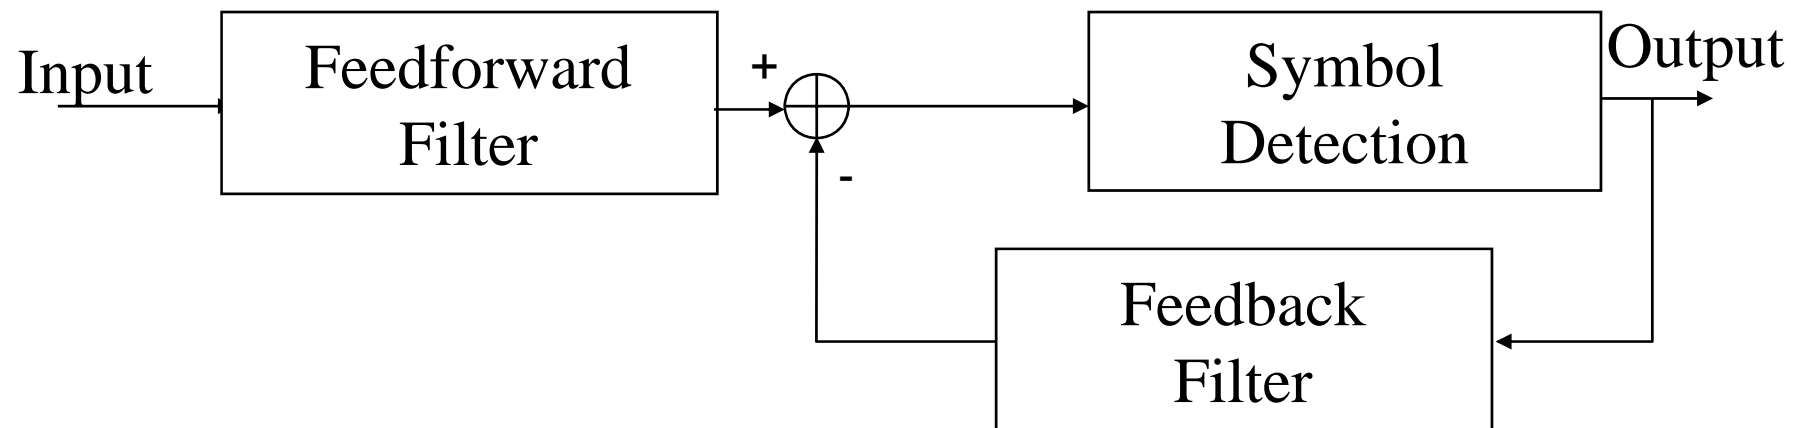 Input
Feedforward
Filter
+
-
Symbol
Detection
Output
Feedback
Filter